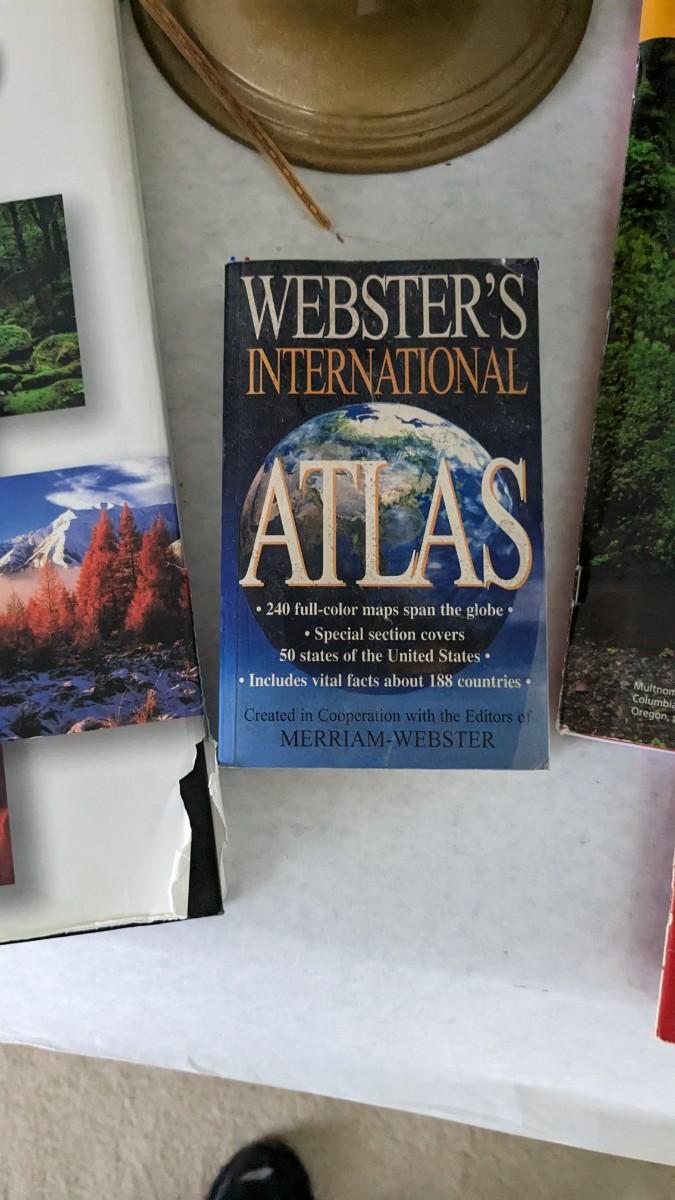 WEBSTER'S
INTERNATIONAL
ATLAS
• 240 full-color maps span the globe •
• Special section covers
50 states of the United States •
• Includes vital facts about 188 countries •
Created in Cooperation with the Editors of
MERRIAM-WEBSTER
Oregon,